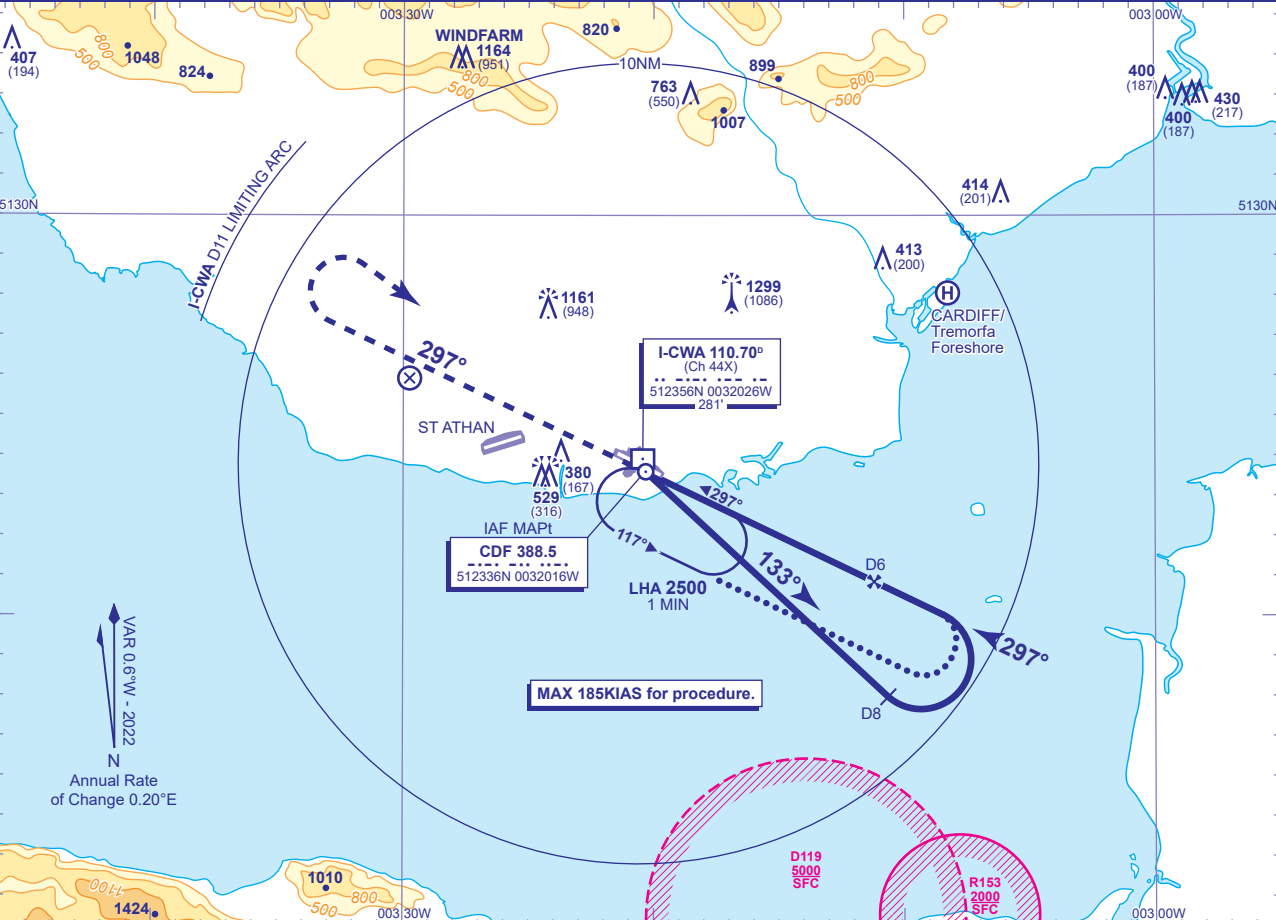 003.30W
003.00W
407
(194)
800
500
1048
824
WINDFARM
1164
(951)
800
500
820
10NM
763
(550)
1007
899
800
500
400
(187)
400
(187)
430
(217)
414
(201)
5130N
5130N
I-CWA D11 LIMITING ARC
413
(200)
1161
(948)
1299
(1086)
H
CARDIFF/
Tremorfa
Foreshore
297°
I-CWA 110.70D
(Ch 44X)
512356N 0032026W
281'
ST ATHAN
380
(167)
529
(316)
IAF MAPt
CDF 388.5
512336N 0032016W
297°
117°
LHA 2500
1 MIN
133°
D6
297°
D8
MAX 185KIAS for procedure.
VAR 0.6°W - 2022
N
Annual Rate
of Change 0.20°E
D119
5000
SFC
R153
2000
SFC
1100
1424
1010
800
500
003.30W
003.00W